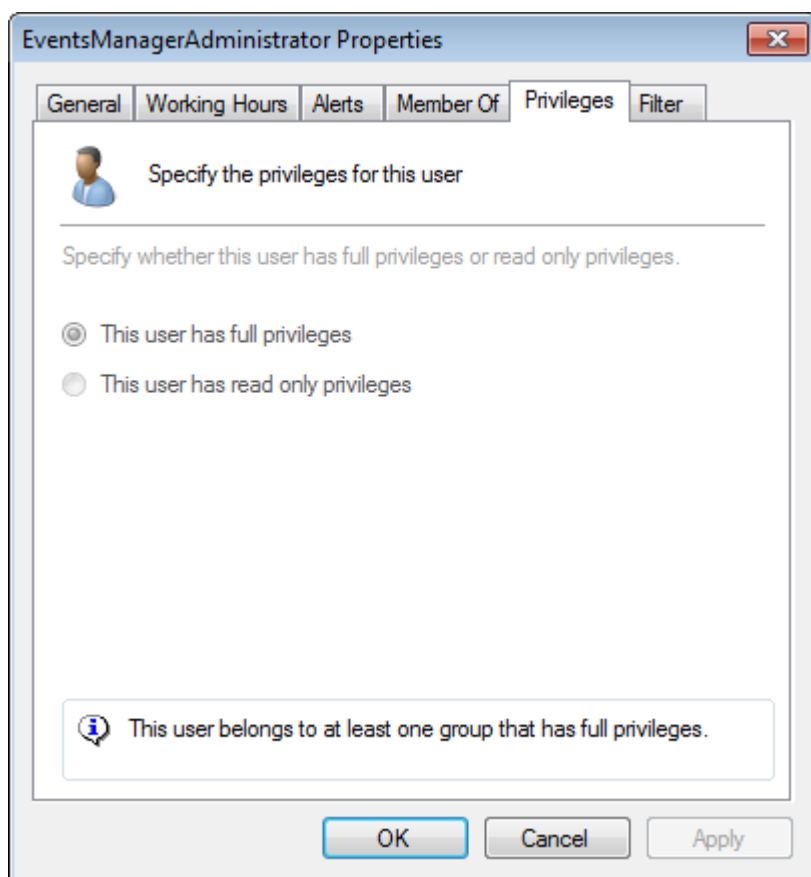 EventsManagerAdministrator Properties
General Working Hours Alerts Member Of Privileges Filter
Specify the privileges for this user
Specify whether this user has full privileges or read only privileges.
This user has full privileges
This user has read only privileges
This user belongs to at least one group that has full privileges.
OK Cancel Apply